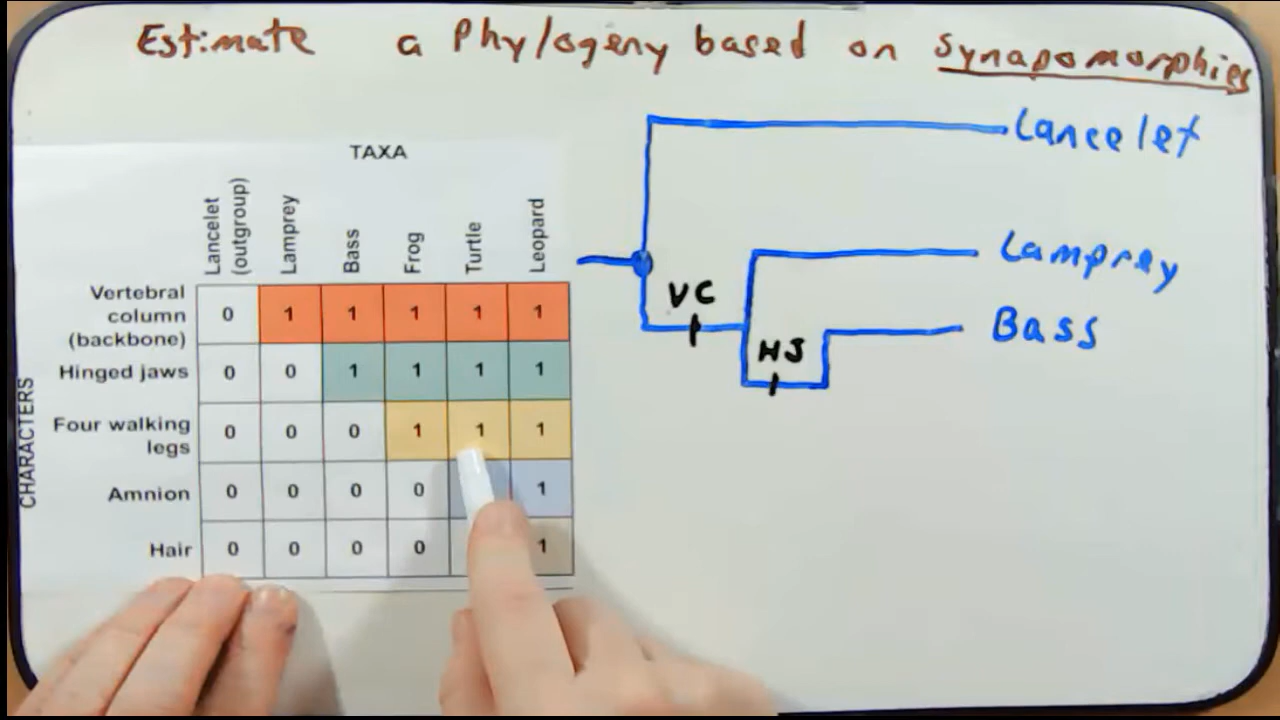 Estimate a Phylogeny based on Synapomorphies
TAXA
Lancelet (outgroup)
Lamprey
Bass
Frog
Turtle
Leopard
CHARACTERS
Vertebral column (backbone) 0 1 1 1 1 1
Hinged jaws 0 0 1 1 1 1
Four walking legs 0 0 0 1 1 1
Amnion 0 0 0 0 1
Hair 0 0 0 0 1
Lancelet
Lamprey
VC
Bass
HJ